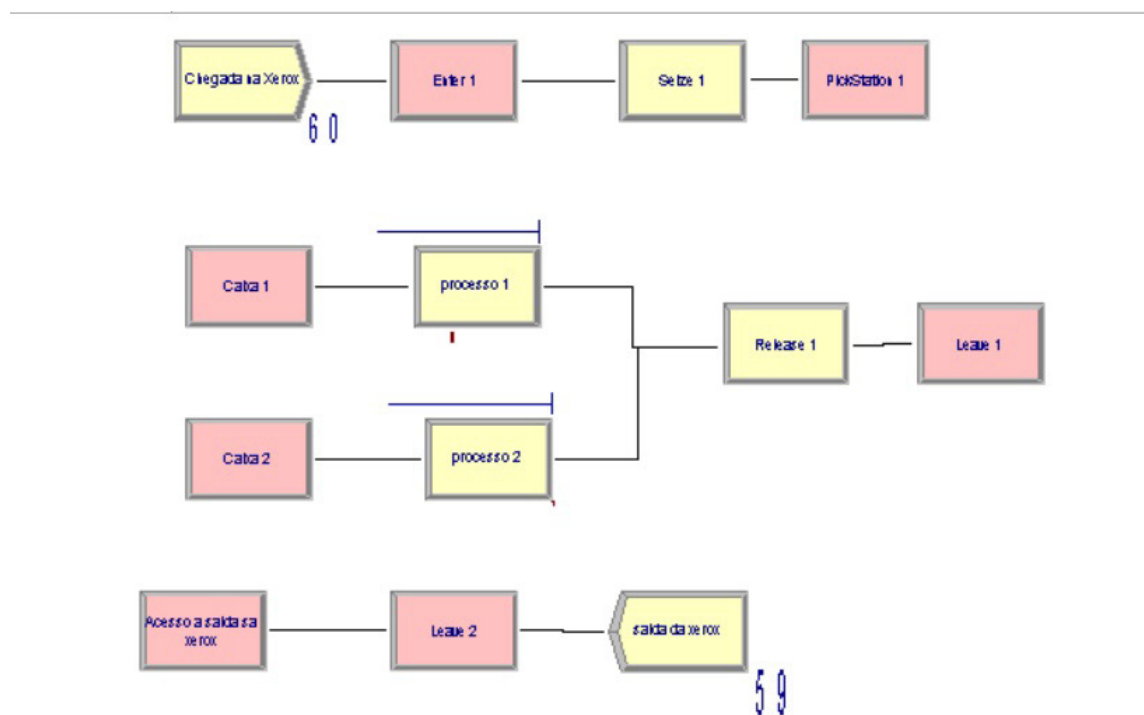 Chegada na Xerox
Enter 1
Seize 1
PickStation 1
60
Caixa 1
processo 1
Release 1
Leave 1
Caixa 2
processo 2
Acesso a saida sa
xerox
Leave 2
saida da xerox
59